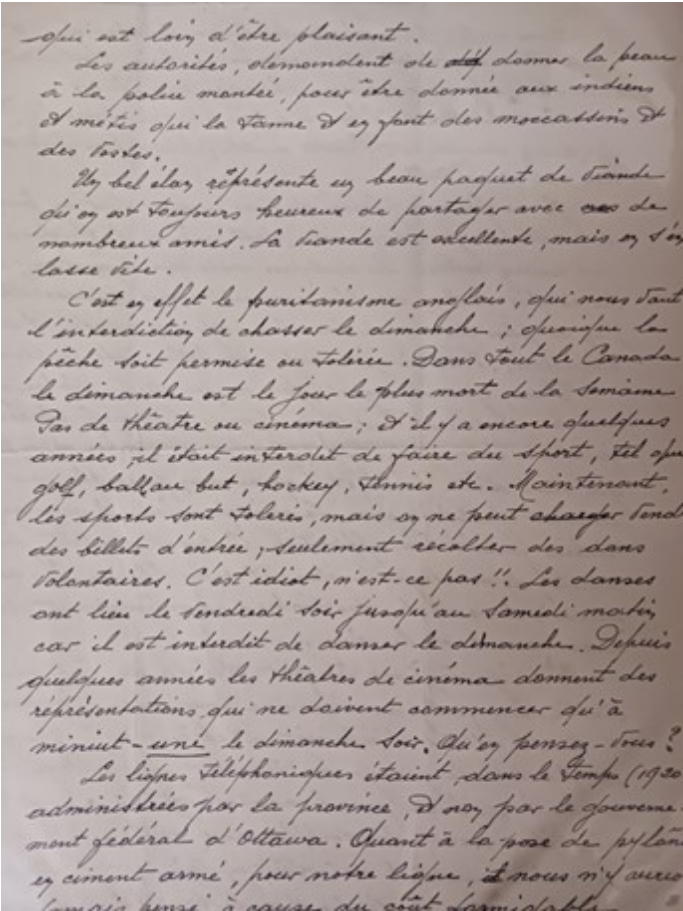 qui est loin d'être plaisant.
Les autorités, demandent de donner la peau
à la police montée, pour être donnée aux indiens
et métis qui la tanne et en font des moccassins et
des vestes.
Un bel élan représente un beau paquet de viande
qu'on est toujours heureux de partager avec de
nombreux amis. La viande est excellente, mais on s'en
lasse vite.
C'est en effet le puritanisme anglais, qui nous vaut
l'interdiction de chasser le dimanche ; quoique la
pêche soit permise ou tolérée. Dans tout le Canada
le dimanche est le jour le plus mort de la semaine
Pas de théatre ou cinéma ; et il y a encore quelques
années, il était interdit de faire du sport, tel que
golf, ball au but, hockey, tennis etc. Maintenant,
les sports sont tolerés, mais on ne peut charger vend
des billets d'entrée ; seulement récolter des dons
volontaires. C'est idiot, n'est-ce pas !!. Les danses
ont lieu le vendredi soir jusqu'au samedi matin
car il est interdit de danser le dimanche. Depuis
quelques années les théatres de cinéma donnent des
réprésentations, qui ne doivent commencer qu'à
minuit-une le dimanche soir. Qu'en pensez-vous ?
Les lignes téléphoniques étaient, dans le temps (1920
administrées par la province, et non par le gouverne-
ment fédéral d'Ottawa. Quant à la pose de pylôn
en ciment armé, pour notre ligne, nous n'y aurio
jamais pensé à cause du coût formidable